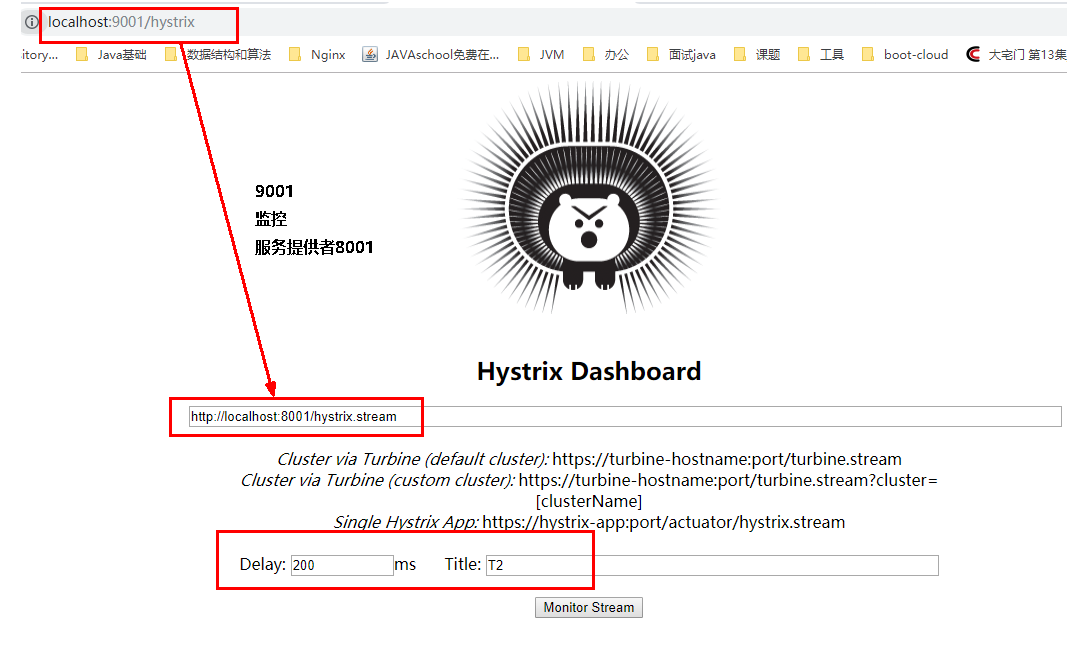 localhost:9001/hystrix
itory... Java基础 数据结构和算法 Nginx JAVAschool免费在... JVM 办公 面试java 课题 工具 boot-cloud 大宅门 第13集
9001
监控
服务提供者8001
Hystrix Dashboard
http://localhost:8001/hystrix.stream
Cluster via Turbine (default cluster): https://turbine-hostname:port/turbine.stream
Cluster via Turbine (custom cluster): https://turbine-hostname:port/turbine.stream?cluster=
[clusterName]
Single Hystrix App: https://hystrix-app:port/actuator/hystrix.stream
Delay: 200 ms Title: T2
Monitor Stream